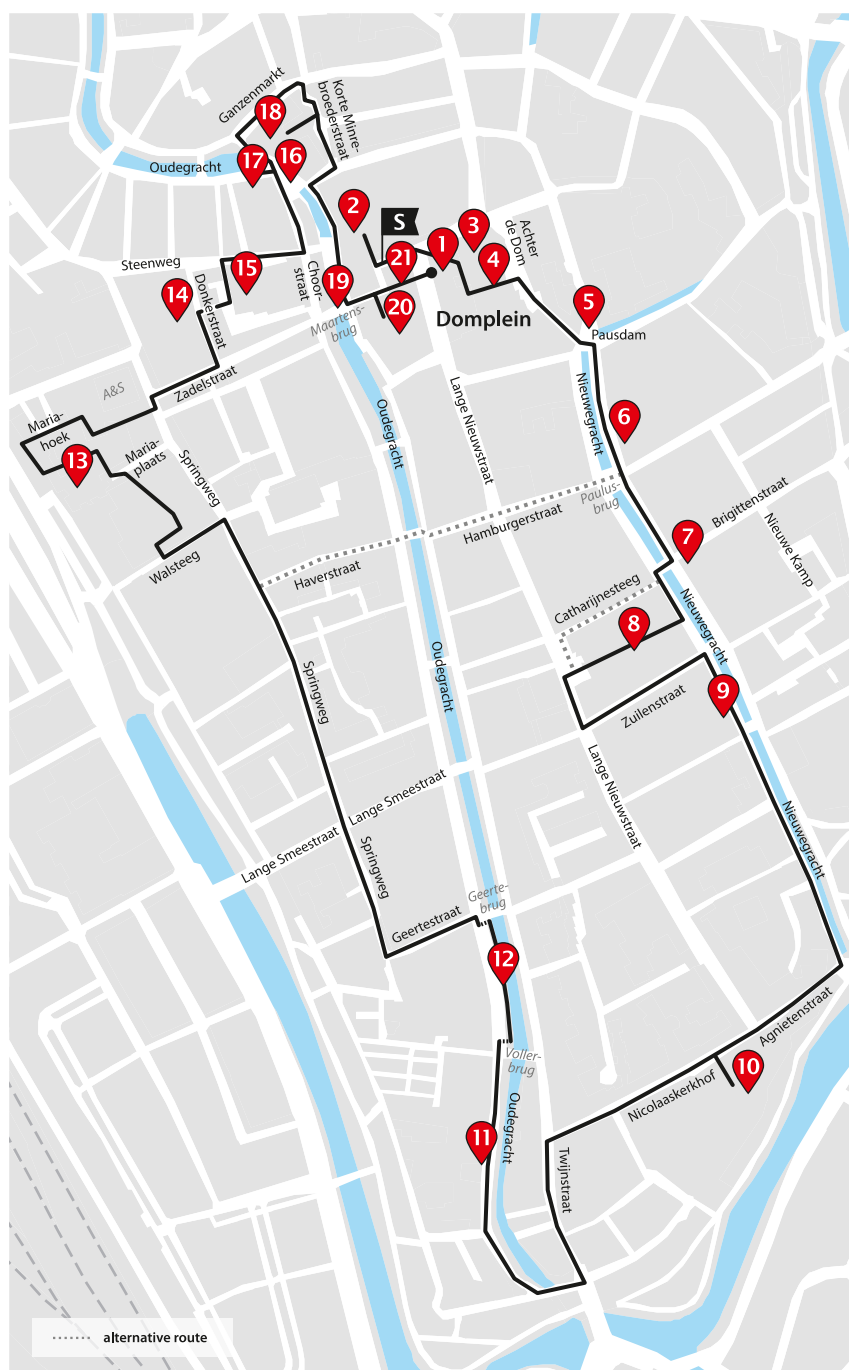 Ganzenmarkt
Korte Minre-
broederstraat
18
Oudegracht
17
16
2
S
3
Achter
de Dom
1
4
21
Steenweg
15
Choor-
straat
19
14
Donkerstraat
20
Maartens-
brug
Domplein
5
Pausdam
A&S
Zadelstraat
Lange Nieuwstraat
Nieuwegracht
Maria-
hoek
Oudegracht
6
13
Maria-
plaats
Springweg
Paulus-
brug
Brigittenstraat
Hamburgerstraat
7
Nieuwe Kamp
Walsteeg
Haverstraat
Catharijnesteeg
8
Nieuwegracht
Oudegracht
Springweg
9
Zuilenstraat
Lange Nieuwstraat
Lange Smeestraat
Lange Smeestraat
Nieuwegracht
Springweg
Geerte-
brug
Geertestraat
12
Agnietenstraat
Voller-
brug
10
Nicolaaskerkhof
Oudegracht
11
Twijnstraat
alternative route